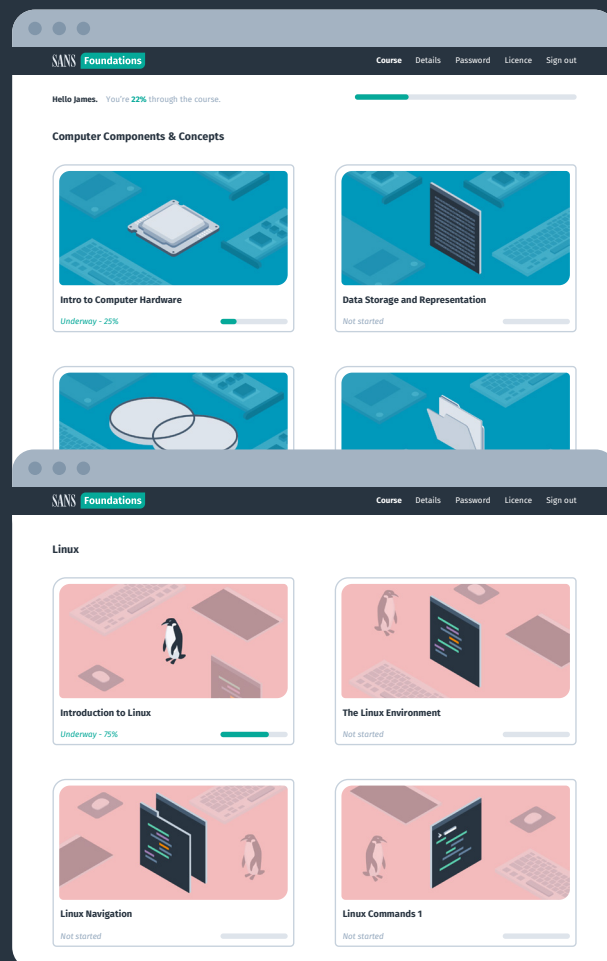 SANS Foundations Course Details Password Licence Sign out
Hello James. You're 22% through the course.
Computer Components & Concepts
Intro to Computer Hardware
Underway - 25%
Data Storage and Representation
Not started
SANS Foundations Course Details Password Licence Sign out
Linux
Introduction to Linux
Underway - 75%
The Linux Environment
Not started
Linux Navigation
Not started
Linux Commands 1
Not started